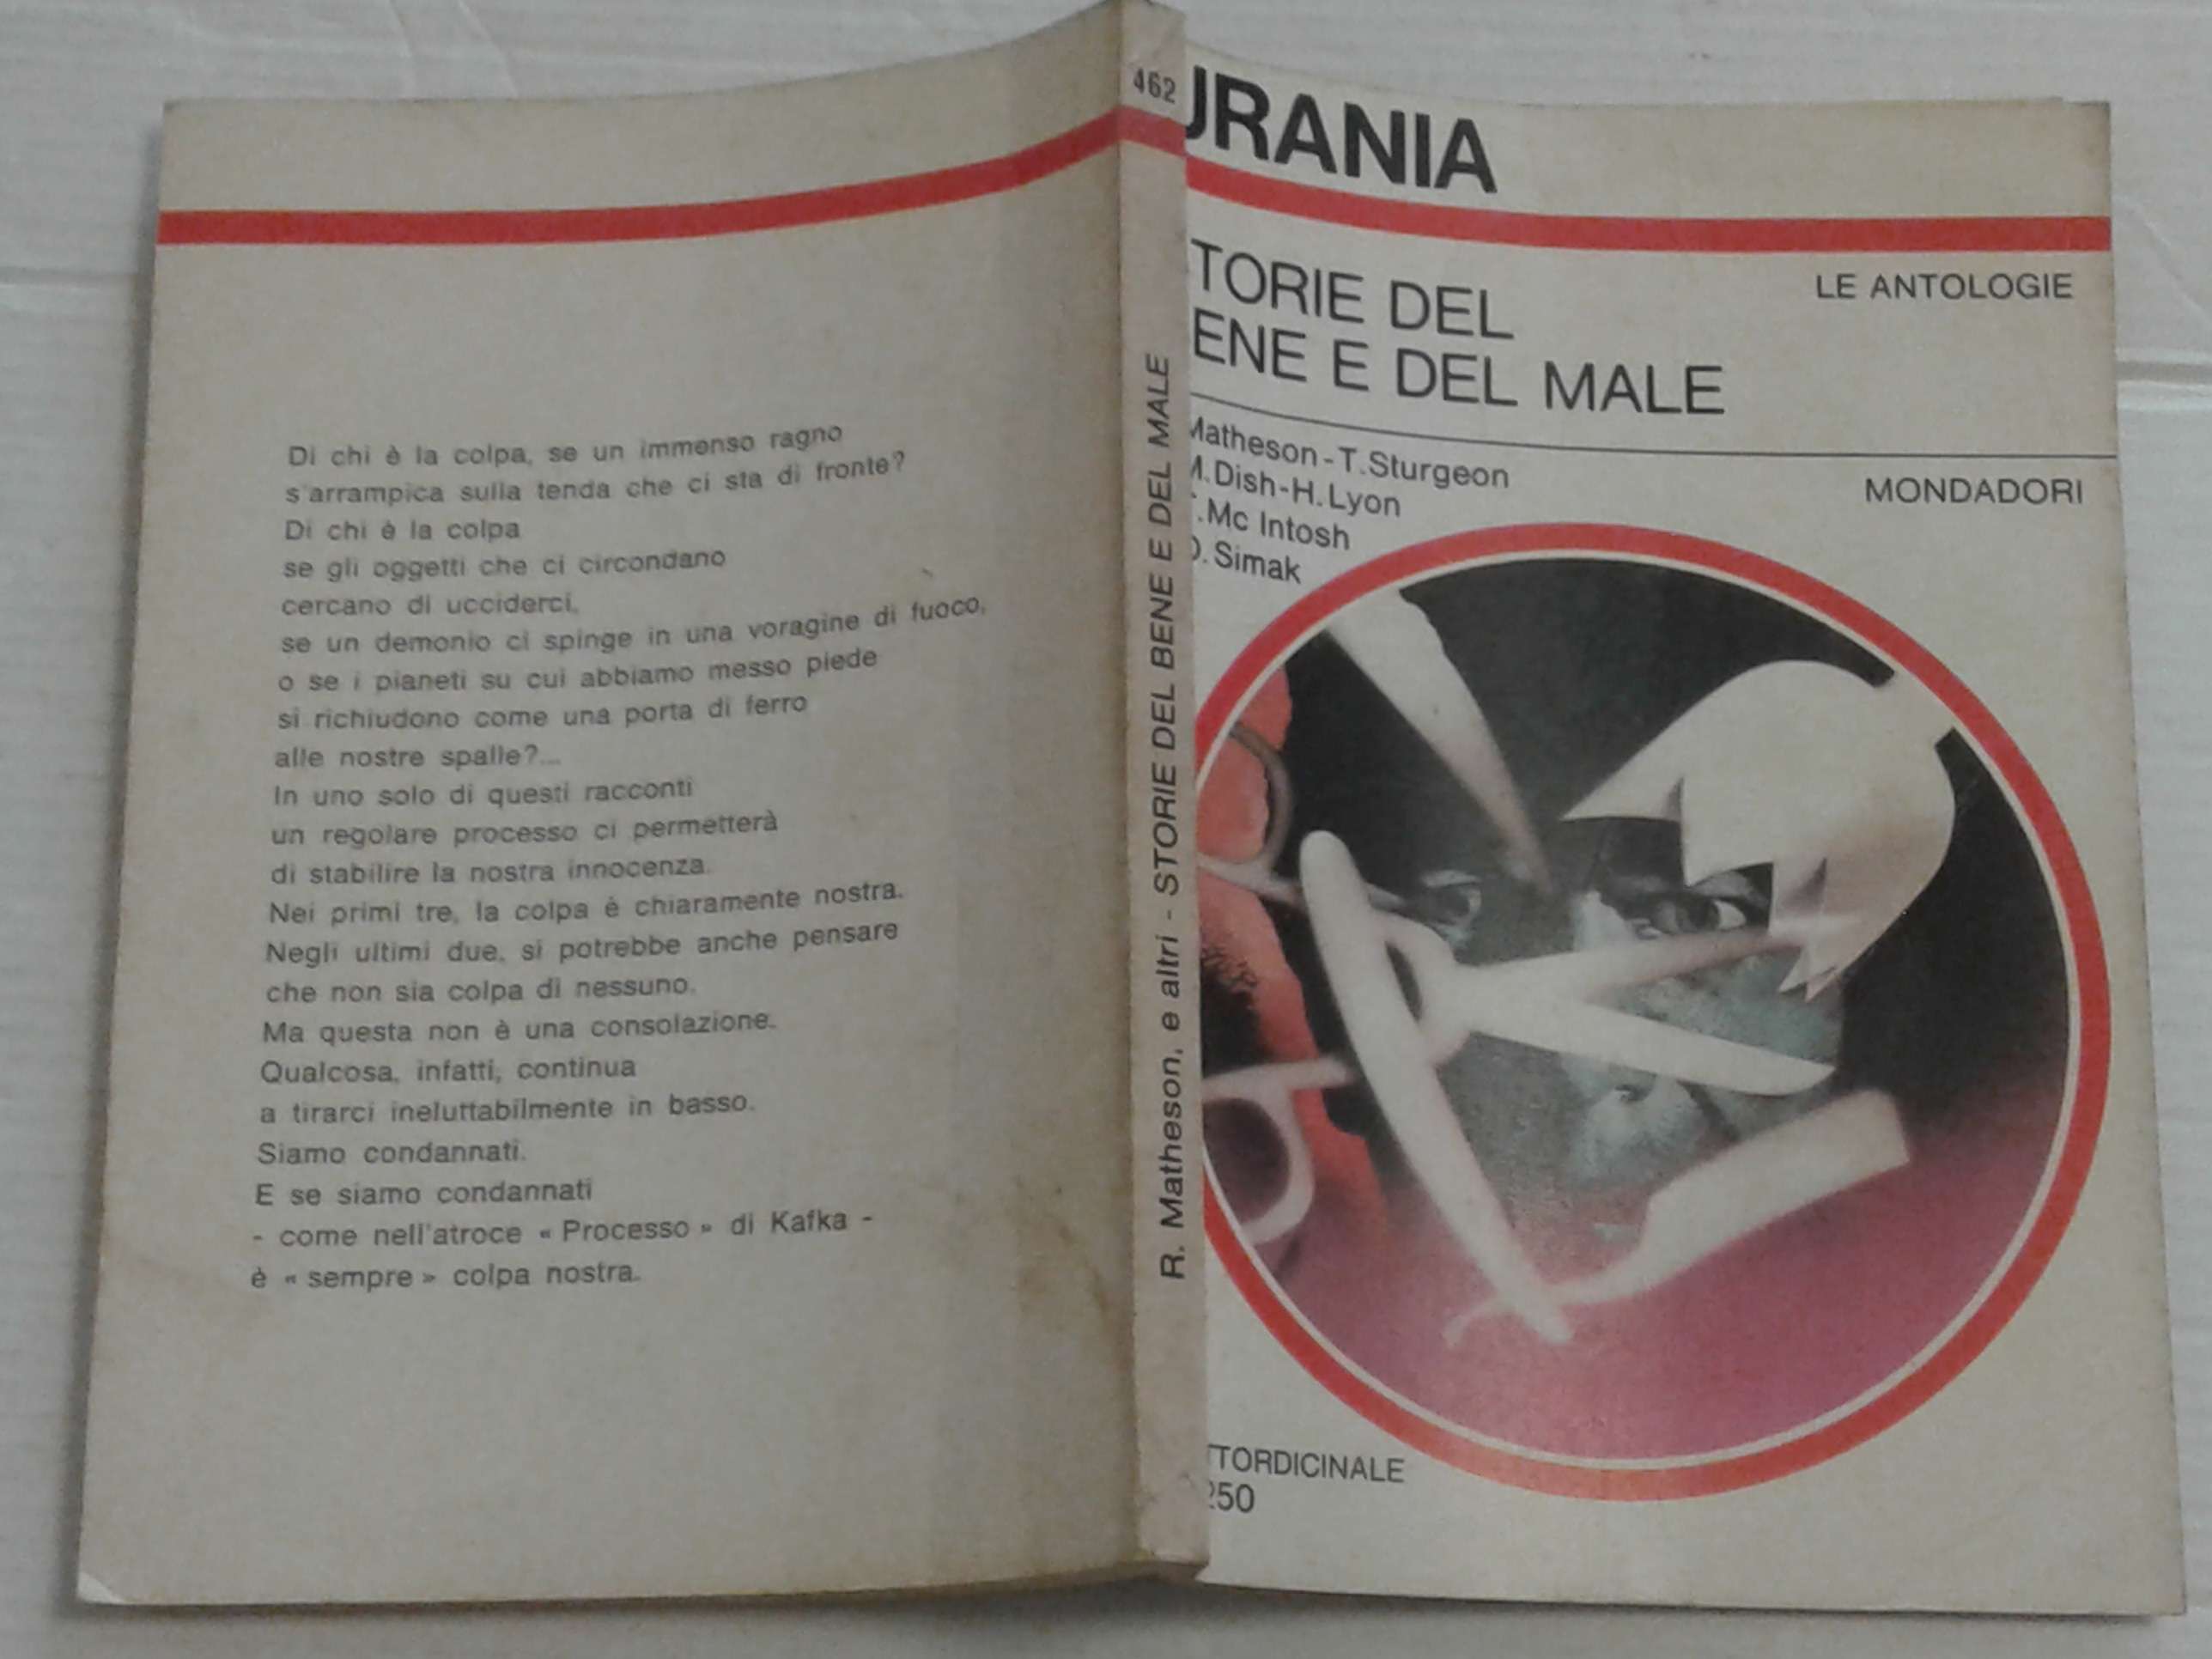 Di chi è la colpa, se un immenso ragno
s'arrampica sulla tenda che ci sta di fronte?
Di chi è la colpa
se gli oggetti che ci circondano
cercano di ucciderci,
se un demonio ci spinge in una voragine di fuoco,
o se i pianeti su cui abbiamo messo piede
si richiudono come una porta di ferro
alle nostre spalle?...
In uno solo di questi racconti
un regolare processo ci permetterà
di stabilire la nostra innocenza.
Nei primi tre, la colpa è chiaramente nostra.
Negli ultimi due, si potrebbe anche pensare
che non sia colpa di nessuno.
Ma questa non è una consolazione.
Qualcosa, infatti, continua
a tirarci ineluttabilmente in basso.
Siamo condannati.
E se siamo condannati
- come nell'atroce « Processo » di Kafka -
è « sempre » colpa nostra.
462
R. Matheson, e altri - STORIE DEL BENE E DEL MALE
URANIA
TORIE DEL
ENE E DEL MALE
LE ANTOLOGIE
Matheson-T.Sturgeon
M.Dish-H.Lyon
.Mc Intosh
D.Simak
MONDADORI
TTORDICINALE
250